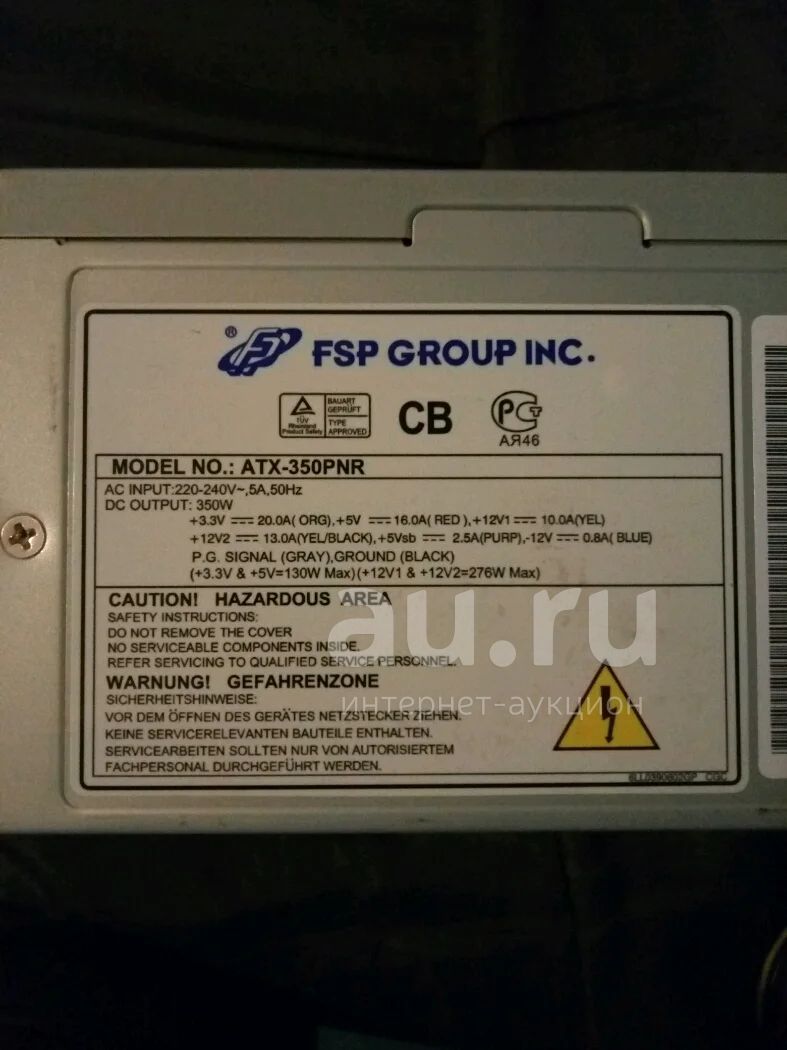 ® FSP GROUP INC.
TÜV Rheinland Product Safety
BAUART GEPRÜFT
TYPE APPROVED
CB
РСТ
АЯ46
MODEL NO.: ATX-350PNR
AC INPUT:220-240V~,5A,50Hz
DC OUTPUT: 350W
+3.3V ⎓ 20.0A( ORG),+5V ⎓ 16.0A( RED ),+12V1 ⎓ 10.0A(YEL)
+12V2 ⎓ 13.0A(YEL/BLACK),+5Vsb ⎓ 2.5A(PURP),-12V ⎓ 0.8A( BLUE)
P.G. SIGNAL (GRAY),GROUND (BLACK)
(+3.3V & +5V=130W Max)(+12V1 & +12V2=276W Max)
CAUTION! HAZARDOUS AREA
SAFETY INSTRUCTIONS:
DO NOT REMOVE THE COVER
NO SERVICEABLE COMPONENTS INSIDE.
REFER SERVICING TO QUALIFIED SERVICE PERSONNEL.
WARNUNG! GEFAHRENZONE
SICHERHEITSHINWEISE:
VOR DEM ÖFFNEN DES GERÄTES NETZSTECKER ZIEHEN.
KEINE SERVICERELEVANTEN BAUTEILE ENTHALTEN.
SERVICEARBEITEN SOLLTEN NUR VON AUTORISIERTEM
FACHPERSONAL DURCHGEFÜHRT WERDEN.
CGC
au.ru
интернет-аукцион